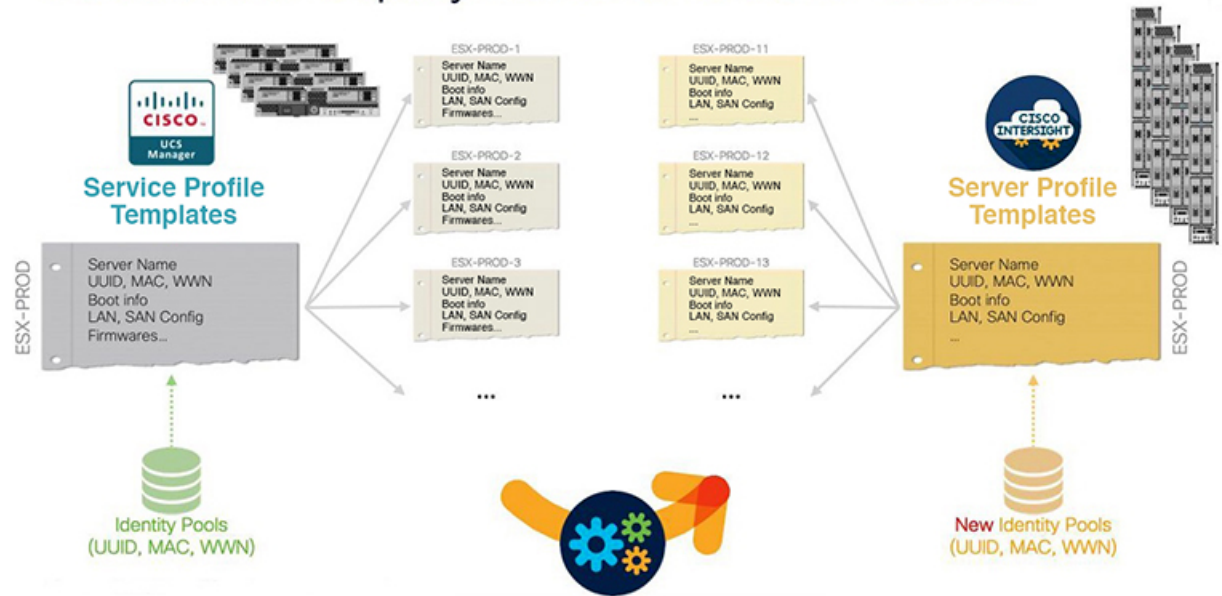 ESX-PROD-1
Server Name
UUID, MAC, WWN
Boot info
LAN, SAN Config
Firmwares...
ESX-PROD-11
Server Name
UUID, MAC, WWN
Boot info
LAN, SAN Config
...
CISCO
UCS
Manager
CISCO
INTERSIGHT
Service Profile
Templates
ESX-PROD-2
Server Name
UUID, MAC, WWN
Boot info
LAN, SAN Config
Firmwares...
ESX-PROD-12
Server Name
UUID, MAC, WWN
Boot info
LAN, SAN Config
...
Server Profile
Templates
ESX-PROD
Server Name
UUID, MAC, WWN
Boot info
LAN, SAN Config
Firmwares...
ESX-PROD-3
Server Name
UUID, MAC, WWN
Boot info
LAN, SAN Config
Firmwares...
ESX-PROD-13
Server Name
UUID, MAC, WWN
Boot info
LAN, SAN Config
...
Server Name
UUID, MAC, WWN
Boot info
LAN, SAN Config
...
ESX-PROD
...
...
Identity Pools
(UUID, MAC, WWN)
New Identity Pools
(UUID, MAC, WWN)